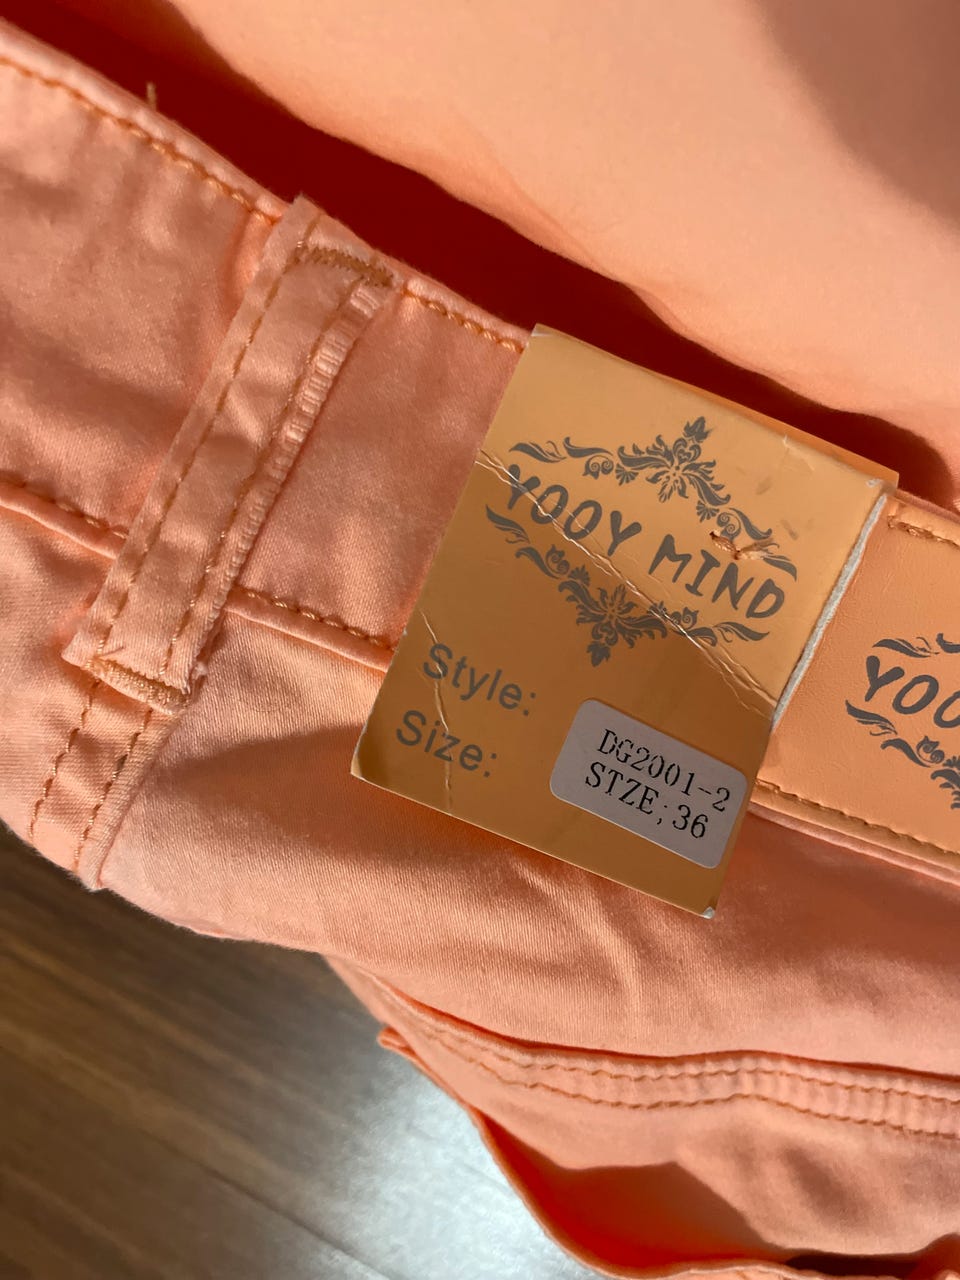 YOOY MIND
Style:
Size:
DG2001-2
STZE;36
YOO